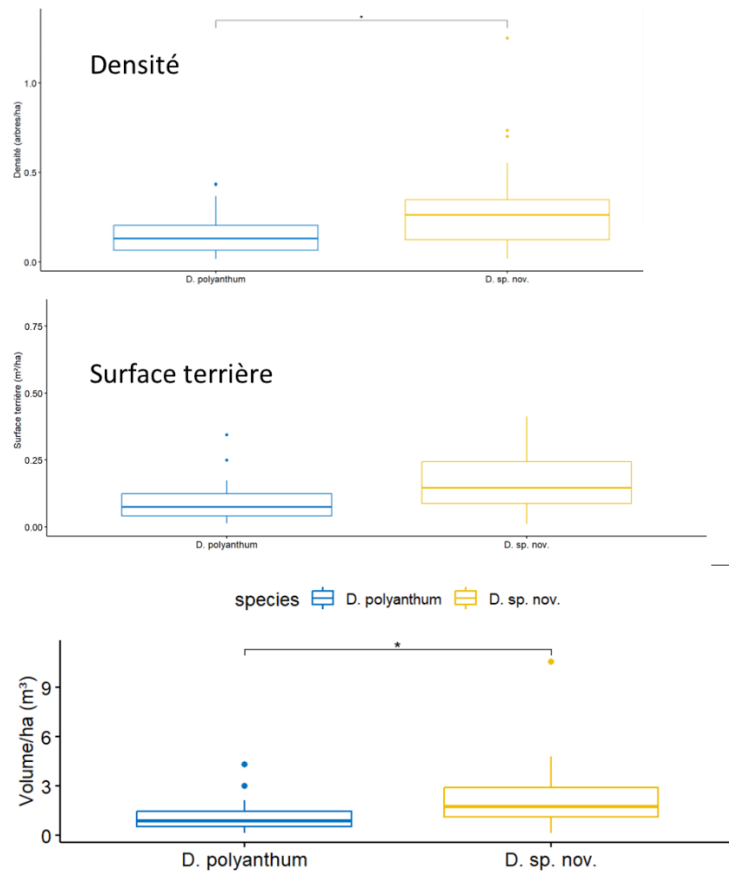 *
Densité
Densité (arbres/ha)
1.0
0.5
0.0
D. polyanthum
D. sp. nov.
Surface terrière
Surface terrière (m²/ha)
0.75
0.50
0.25
0.00
D. polyanthum
D. sp. nov.
species D. polyanthum D. sp. nov.
*
Volume/ha (m³)
9
6
3
0
D. polyanthum
D. sp. nov.